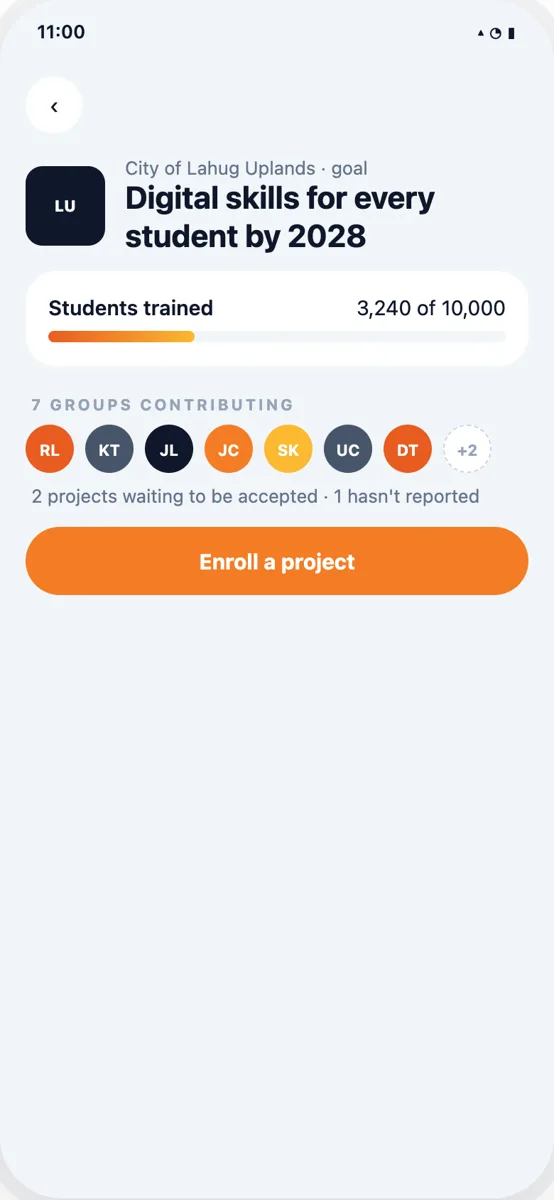 11:00
‹
LU
City of Lahug Uplands · goal
Digital skills for every
student by 2028
Students trained 3,240 of 10,000
7 GROUPS CONTRIBUTING
RL KT JL JC SK UC DT +2
2 projects waiting to be accepted · 1 hasn't reported
Enroll a project